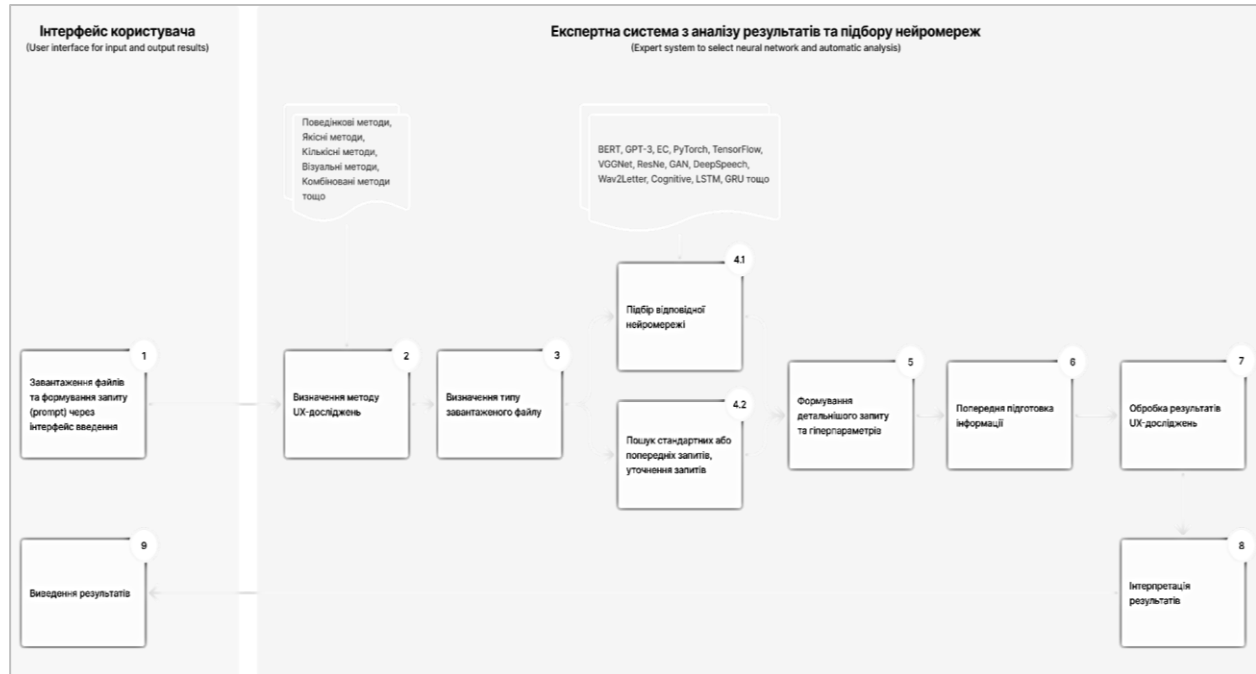 Інтерфейс користувача
(User interface for input and output results)
Експертна система з аналізу результатів та підбору нейромереж
(Expert system to select neural network and automatic analysis)
Поведінкові методи,
Якісні методи,
Кількісні методи,
Візуальні методи,
Комбіновані методи
тощо
BERT, GPT-3, EC, PyTorch, TensorFlow,
VGGNet, ResNe, GAN, DeepSpeech,
Wav2Letter, Cognitive, LSTM, GRU тощо
1
Завантаження файлів
та формування запиту
(prompt) через
інтерфейс введення
2
Визначення методу
UX-досліджень
3
Визначення типу
завантаженого файлу
4.1
Підбір відповідної
нейромережі
4.2
Пошук стандартних або
попередніх запитів,
уточнення запитів
5
Формування
детальнішого запиту
та гіперпараметрів
6
Попередня підготовка
інформації
7
Обробка результатів
UX-досліджень
8
Інтерпретація
результатів
9
Виведення результатів